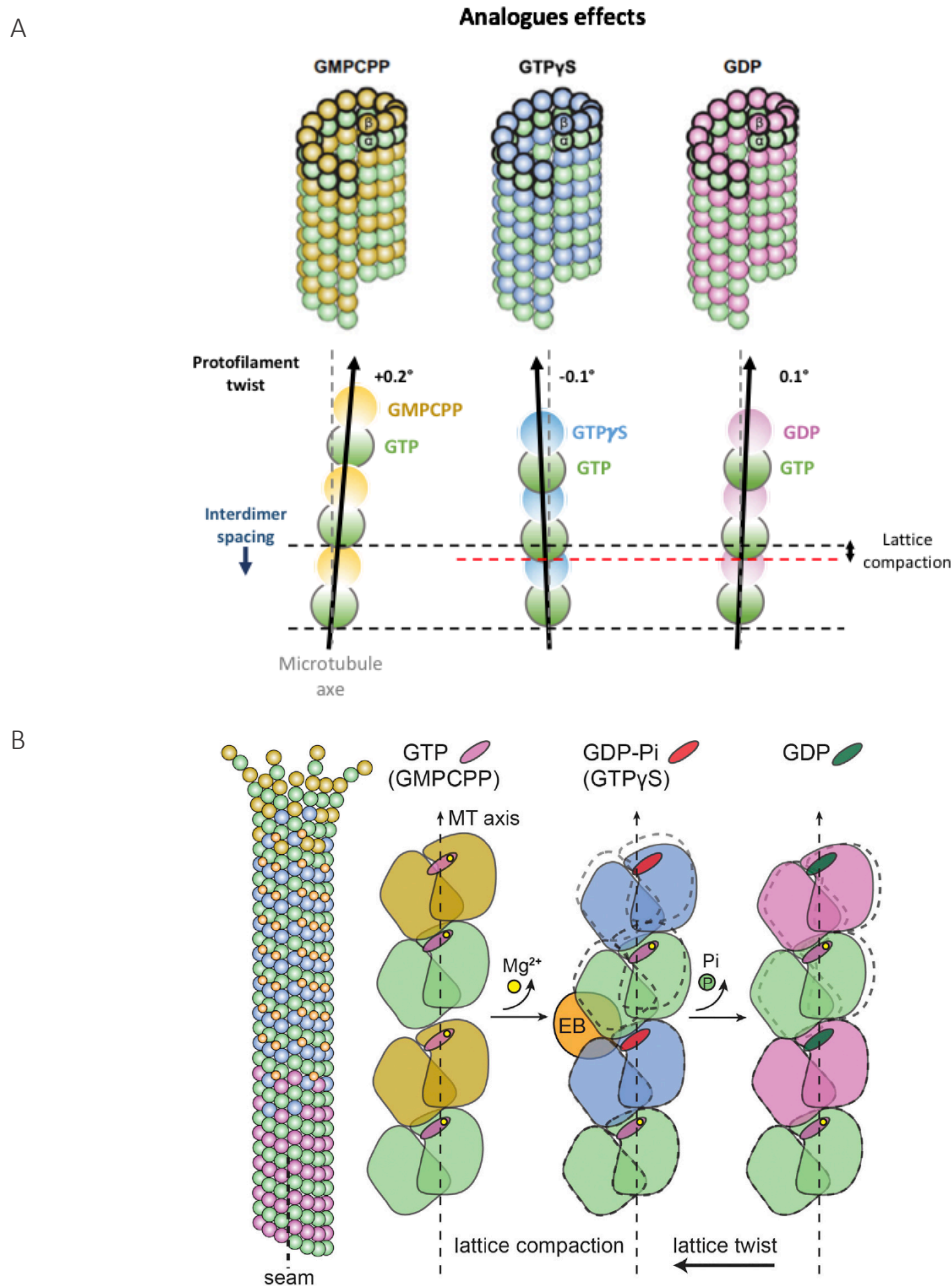 A
Analogues effects
GMPCPP
GTPγS
GDP
β
α
β
α
β
α
Protofilament
twist
+0.2°
-0.1°
0.1°
GMPCPP
GTP
GTPγS
GTP
GDP
GTP
Interdimer
spacing
Lattice
compaction
Microtubule
axe
B
GTP
(GMPCPP)
GDP-Pi
(GTPγS)
GDP
MT axis
Mg²⁺
Pi
P
EB
lattice compaction
lattice twist
seam